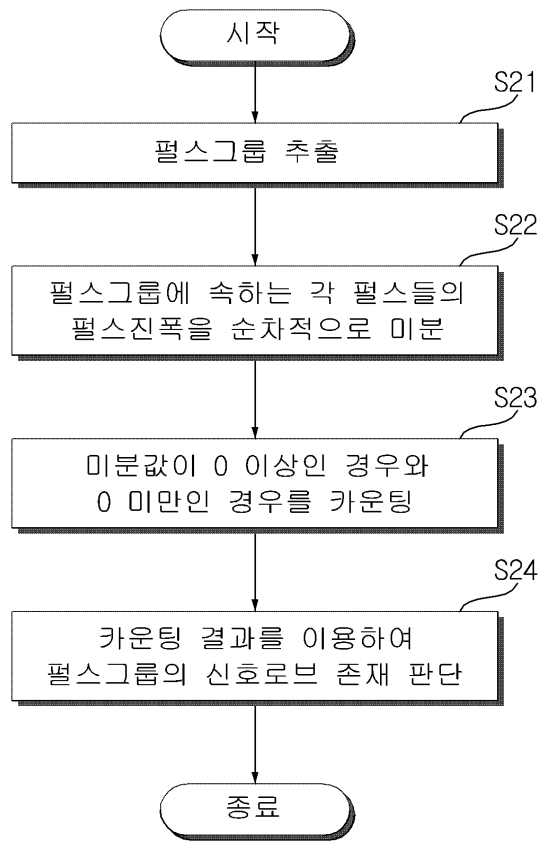 시작
S21
펄스그룹 추출
S22
펄스그룹에 속하는 각 펄스들의
펄스진폭을 순차적으로 미분
S23
미분값이 0 이상인 경우와
0 미만인 경우를 카운팅
S24
카운팅 결과를 이용하여
펄스그룹의 신호로브 존재 판단
종료